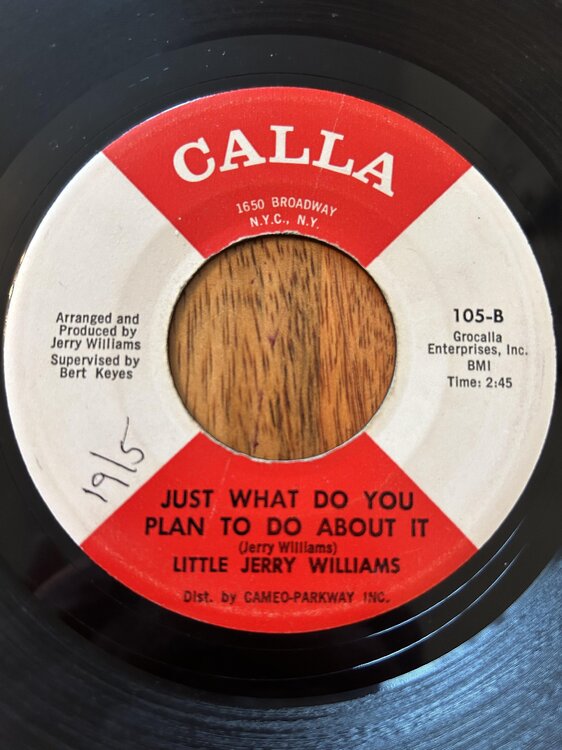 CALLA
1650 BROADWAY
N.Y.C., N.Y.
Arranged and
Produced by
Jerry Williams
Supervised by
Bert Keyes
19/5
105-B
Grocalla
Enterprises, Inc.
BMI
Time: 2:45
JUST WHAT DO YOU
PLAN TO DO ABOUT IT
(Jerry Williams)
LITTLE JERRY WILLIAMS
Dist. by CAMEO-PARKWAY INC.